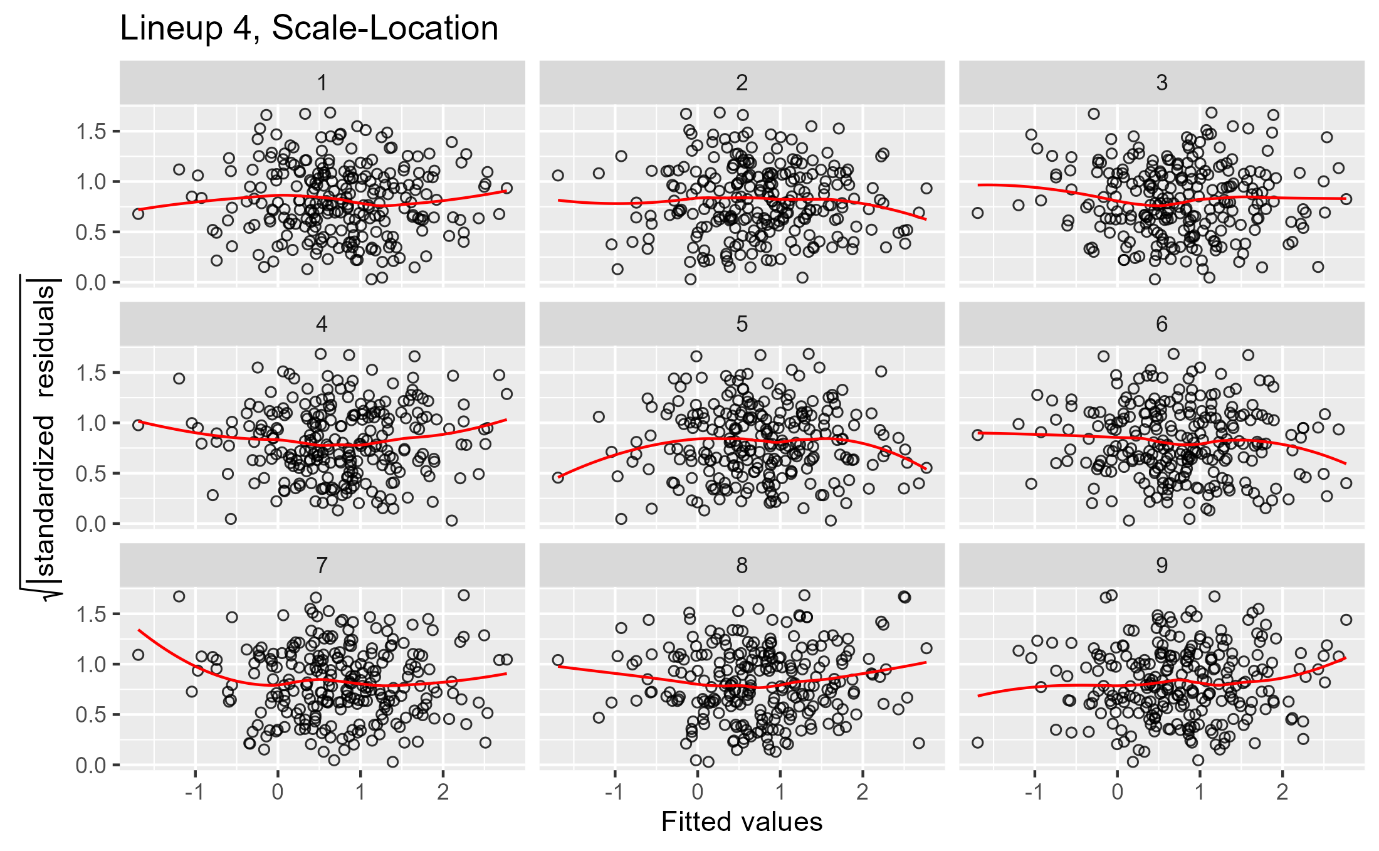 Lineup 4, Scale-Location
1 2 3
1.5
1.0
0.5
0.0
4 5 6
1.5
1.0
0.5
0.0
7 8 9
1.5
1.0
0.5
0.0
-1 0 1 2 -1 0 1 2 -1 0 1 2
Fitted values
√|standardized residuals|